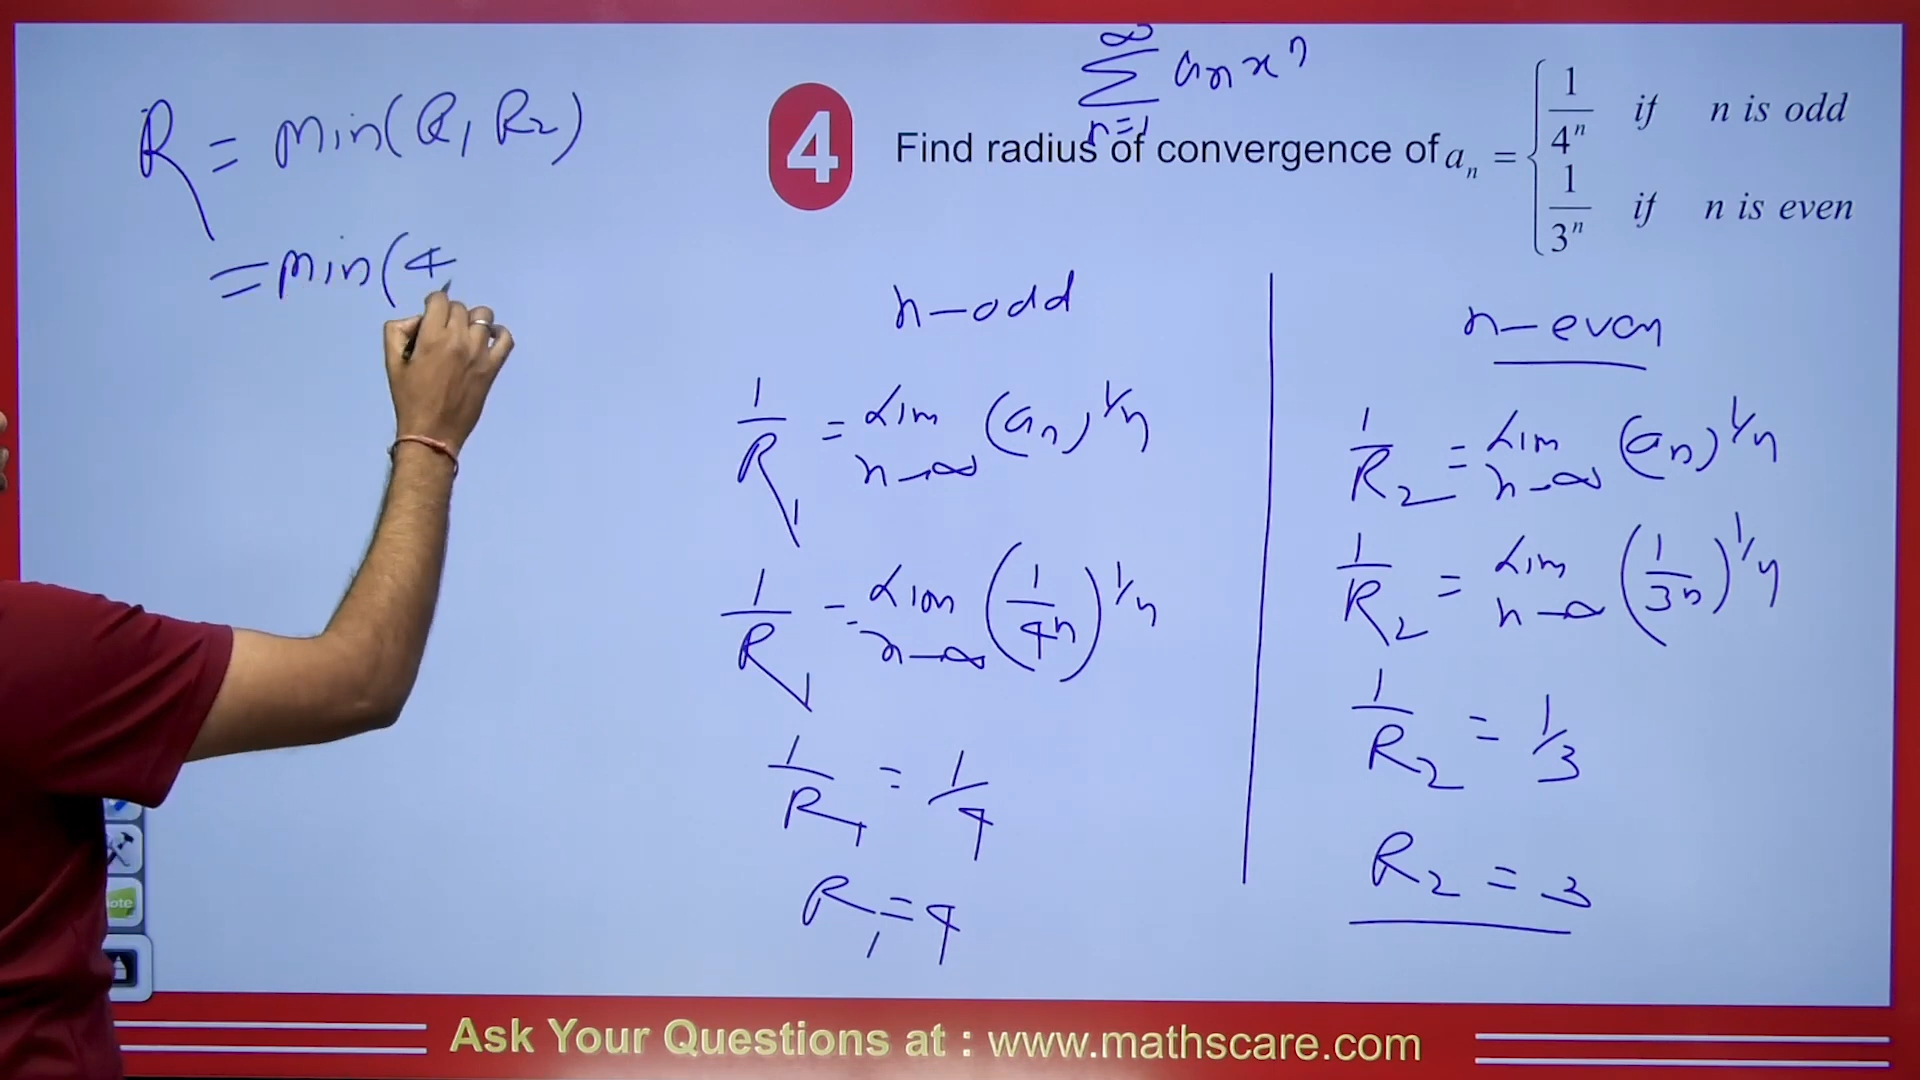 ∞
∑ aₙ xⁿ
n=1
4
Find radius of convergence of aₙ = { 1/4ⁿ if n is odd
1/3ⁿ if n is even
R = min(R₁ R₂)
= min(4
n-odd
1/R₁ = Lim n→∞ (aₙ)^1/n
1/R₁ = Lim n→∞ (1/4ⁿ)^1/n
1/R₁ = 1/4
R₁ = 4
n-even
1/R₂ = Lim n→∞ (aₙ)^1/n
1/R₂ = Lim n→∞ (1/3ⁿ)^1/n
1/R₂ = 1/3
R₂ = 3
ote
Ask Your Questions at : www.mathscare.com